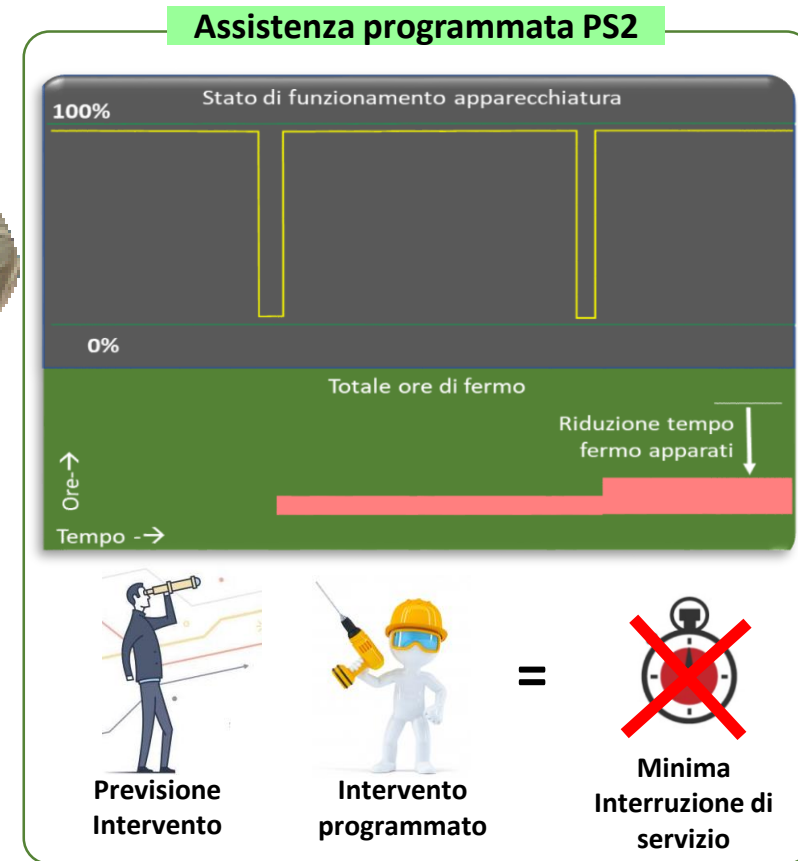 Assistenza programmata PS2
Stato di funzionamento apparecchiatura
100%
0%
Totale ore di fermo
Riduzione tempo
fermo apparati
Ore-→
Tempo -→
Previsione
Intervento
Intervento
programmato
=
Minima
Interruzione di
servizio